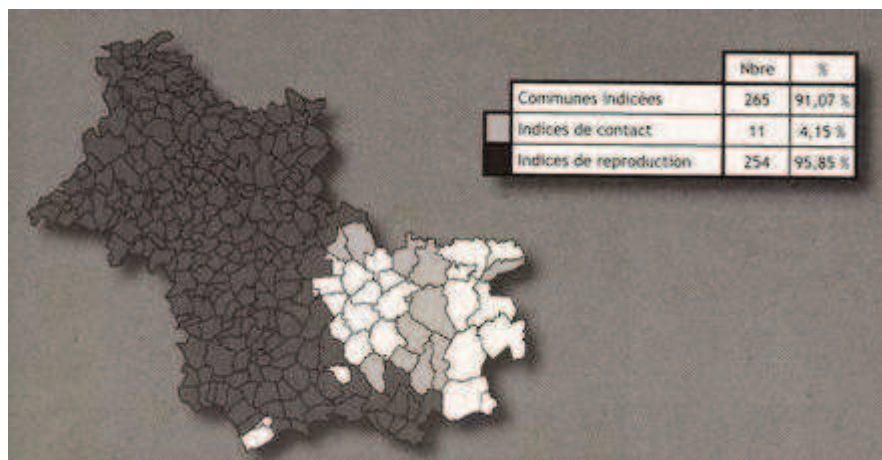 Nbre %
Communes indicées 265 91,07 %
Indices de contact 11 4,15 %
Indices de reproduction 254 95,85 %